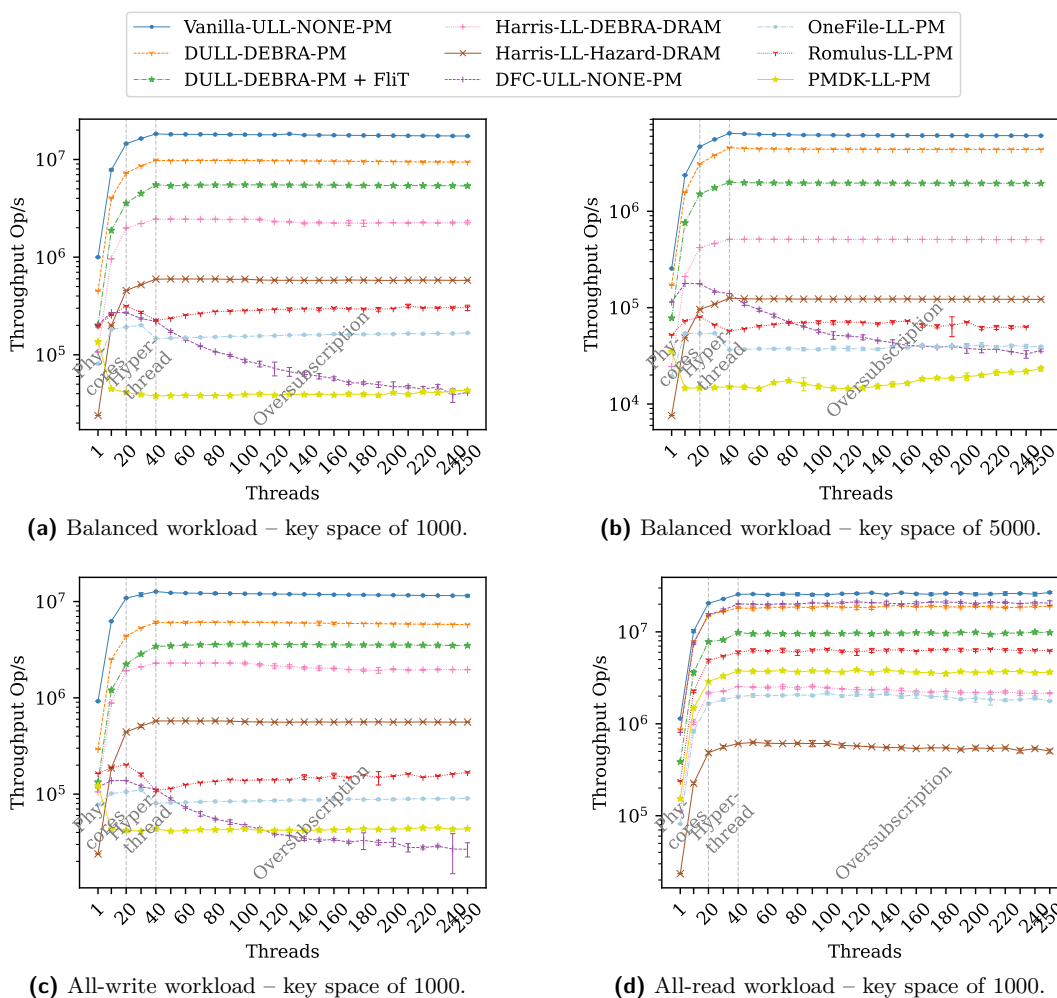 Vanilla-ULL-NONE-PM
DULL-DEBRA-PM
DULL-DEBRA-PM + FliT
Harris-LL-DEBRA-DRAM
Harris-LL-Hazard-DRAM
DFC-ULL-NONE-PM
OneFile-LL-PM
Romulus-LL-PM
PMDK-LL-PM
Throughput Op/s
10^7
10^6
10^5
Phy
cores
Hyper-
thread
Oversubscription
1 20 40 60 80 100 120 140 160 180 200 220 240 250
Threads
(a) Balanced workload – key space of 1000.
Throughput Op/s
10^6
10^5
10^4
Phy
cores
Hyper-
thread
Oversubscription
1 20 40 60 80 100 120 140 160 180 200 220 240 250
Threads
(b) Balanced workload – key space of 5000.
Throughput Op/s
10^7
10^6
10^5
Phy
cores
Hyper-
thread
Oversubscription
1 20 40 60 80 100 120 140 160 180 200 220 240 250
Threads
(c) All-write workload – key space of 1000.
Throughput Op/s
10^7
10^6
10^5
Phy
cores
Hyper-
thread
Oversubscription
1 20 40 60 80 100 120 140 160 180 200 220 240 250
Threads
(d) All-read workload – key space of 1000.